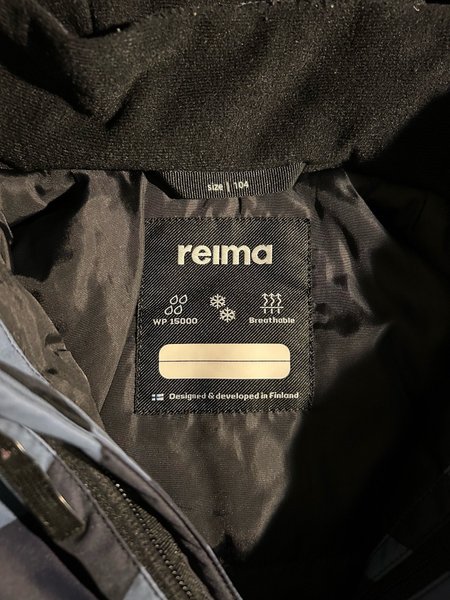 size | 104
reima
WP 15000
Breathable
Designed & developed in Finland